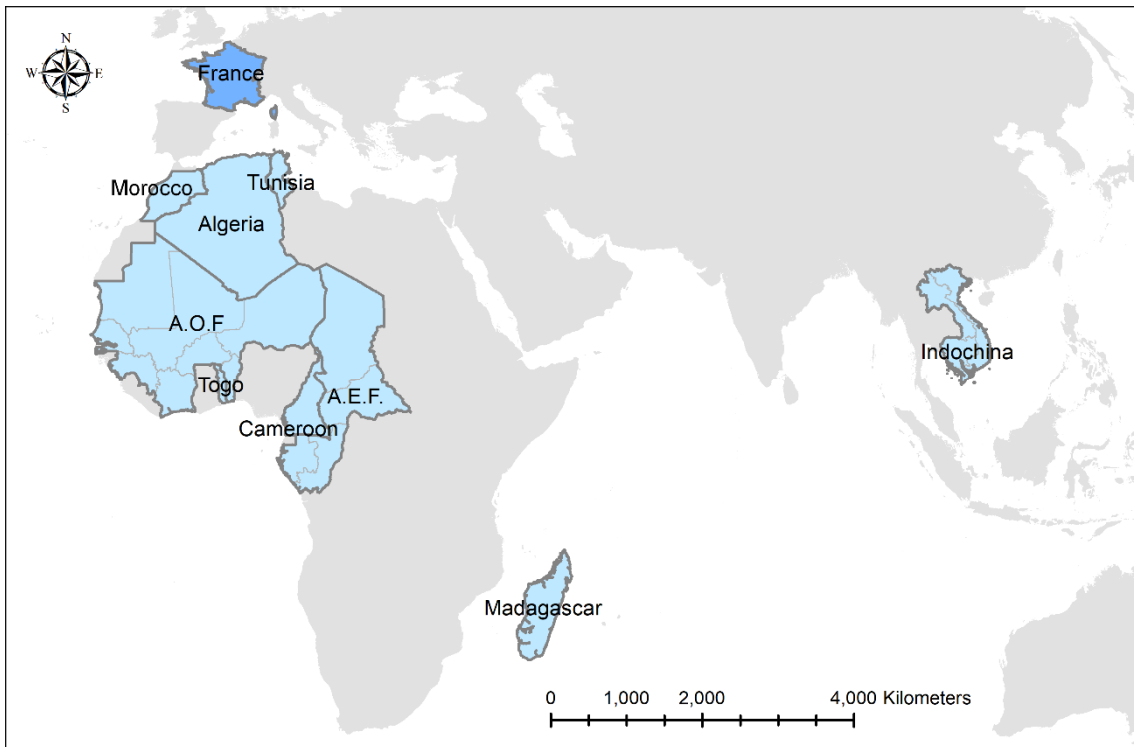 N
W E
S
France
Morocco
Tunisia
Algeria
A.O.F
Togo
A.E.F.
Cameroon
Indochina
Madagascar
0 1,000 2,000 4,000 Kilometers